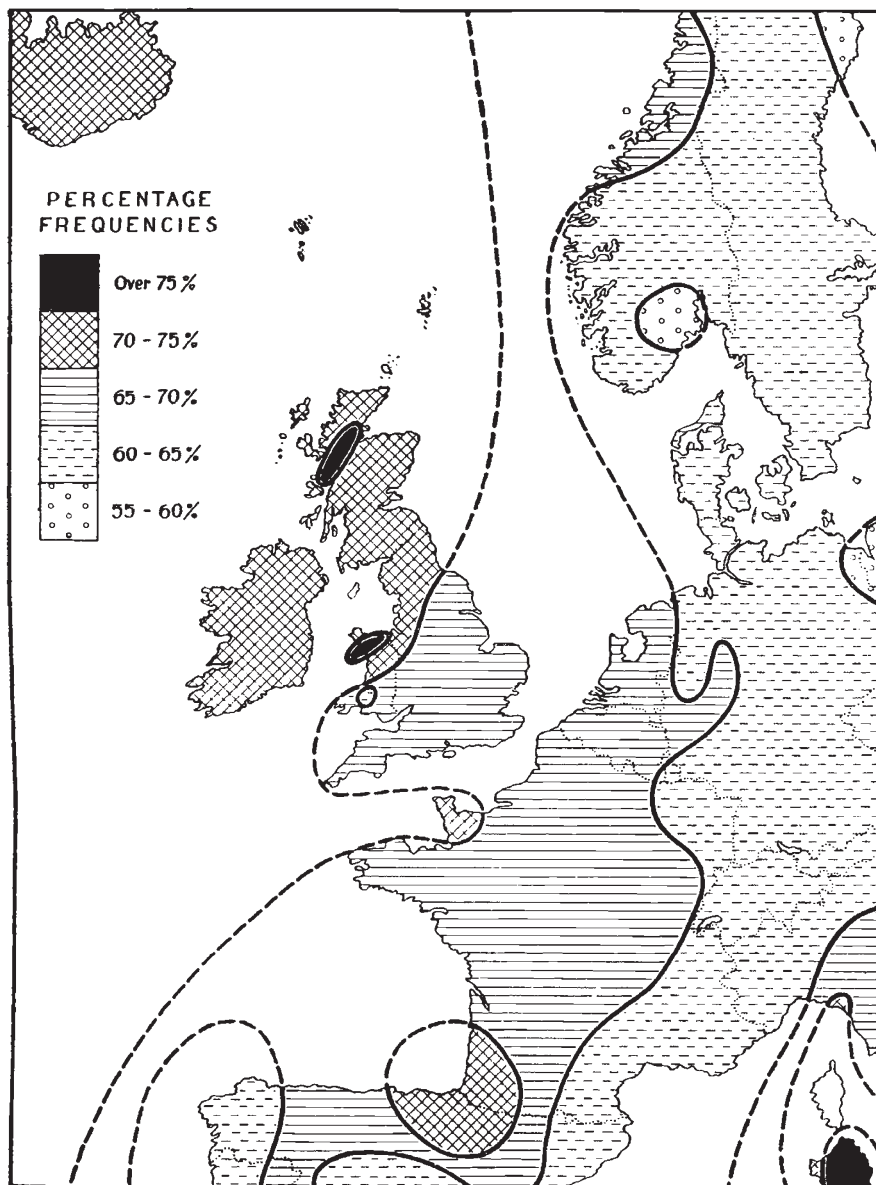 PERCENTAGE
FREQUENCIES
Over 75%
70 - 75%
65 - 70%
60 - 65%
55 - 60%